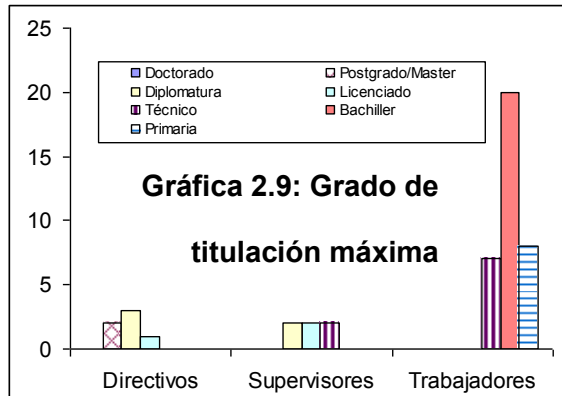 25
20
15
10
5
0
Doctorado Postgrado/Master
Diplomatura Licenciado
Técnico Bachiller
Primaria
Gráfica 2.9: Grado de
titulación máxima
Directivos Supervisores Trabajadores